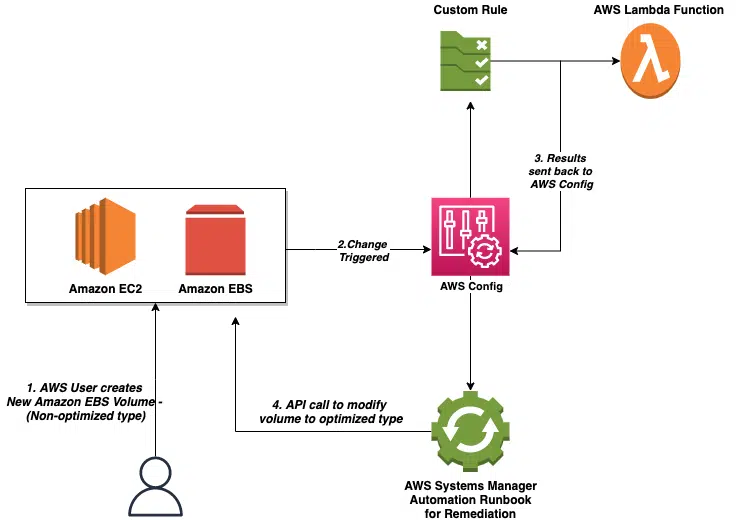 Custom Rule
AWS Lambda Function
3. Results
sent back to
AWS Config
2.Change
Triggered
Amazon EC2
Amazon EBS
AWS Config
1. AWS User creates
New Amazon EBS Volume -
(Non-optimized type)
4. API call to modify
volume to optimized type
AWS Systems Manager
Automation Runbook
for Remediation